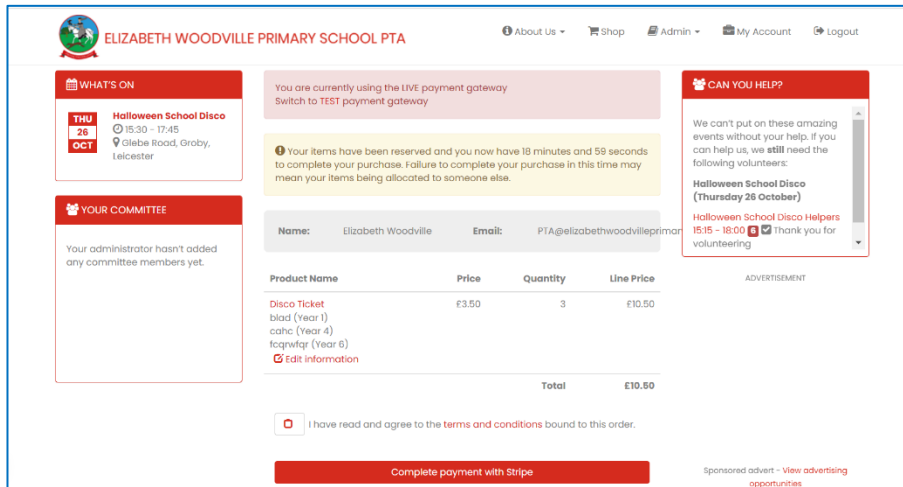 ELIZABETH WOODVILLE PRIMARY SCHOOL PTA
About Us
Shop
Admin
My Account
Logout
WHAT'S ON
THU
26
OCT
Halloween School Disco
15:30 - 17:45
Glebe Road, Groby,
Leicester
YOUR COMMITTEE
Your administrator hasn't added
any committee members yet.
You are currently using the LIVE payment gateway
Switch to TEST payment gateway
Your items have been reserved and you now have 18 minutes and 59 seconds
to complete your purchase. Failure to complete your purchase in this time may
mean your items being allocated to someone else.
Name: Elizabeth Woodville Email: PTA@elizabethwoodvilleprimar
Product Name Price Quantity Line Price
Disco Ticket £3.50 3 £10.50
blad (Year 1)
cahc (Year 4)
fcqrwfqr (Year 6)
Edit information
Total £10.50
I have read and agree to the terms and conditions bound to this order.
Complete payment with Stripe
CAN YOU HELP?
We can't put on these amazing
events without your help. If you
can help us, we still need the
following volunteers:
Halloween School Disco
(Thursday 26 October)
Halloween School Disco Helpers
15:15 - 18:00 6 Thank you for
volunteering
ADVERTISEMENT
Sponsored advert - View advertising
opportunities